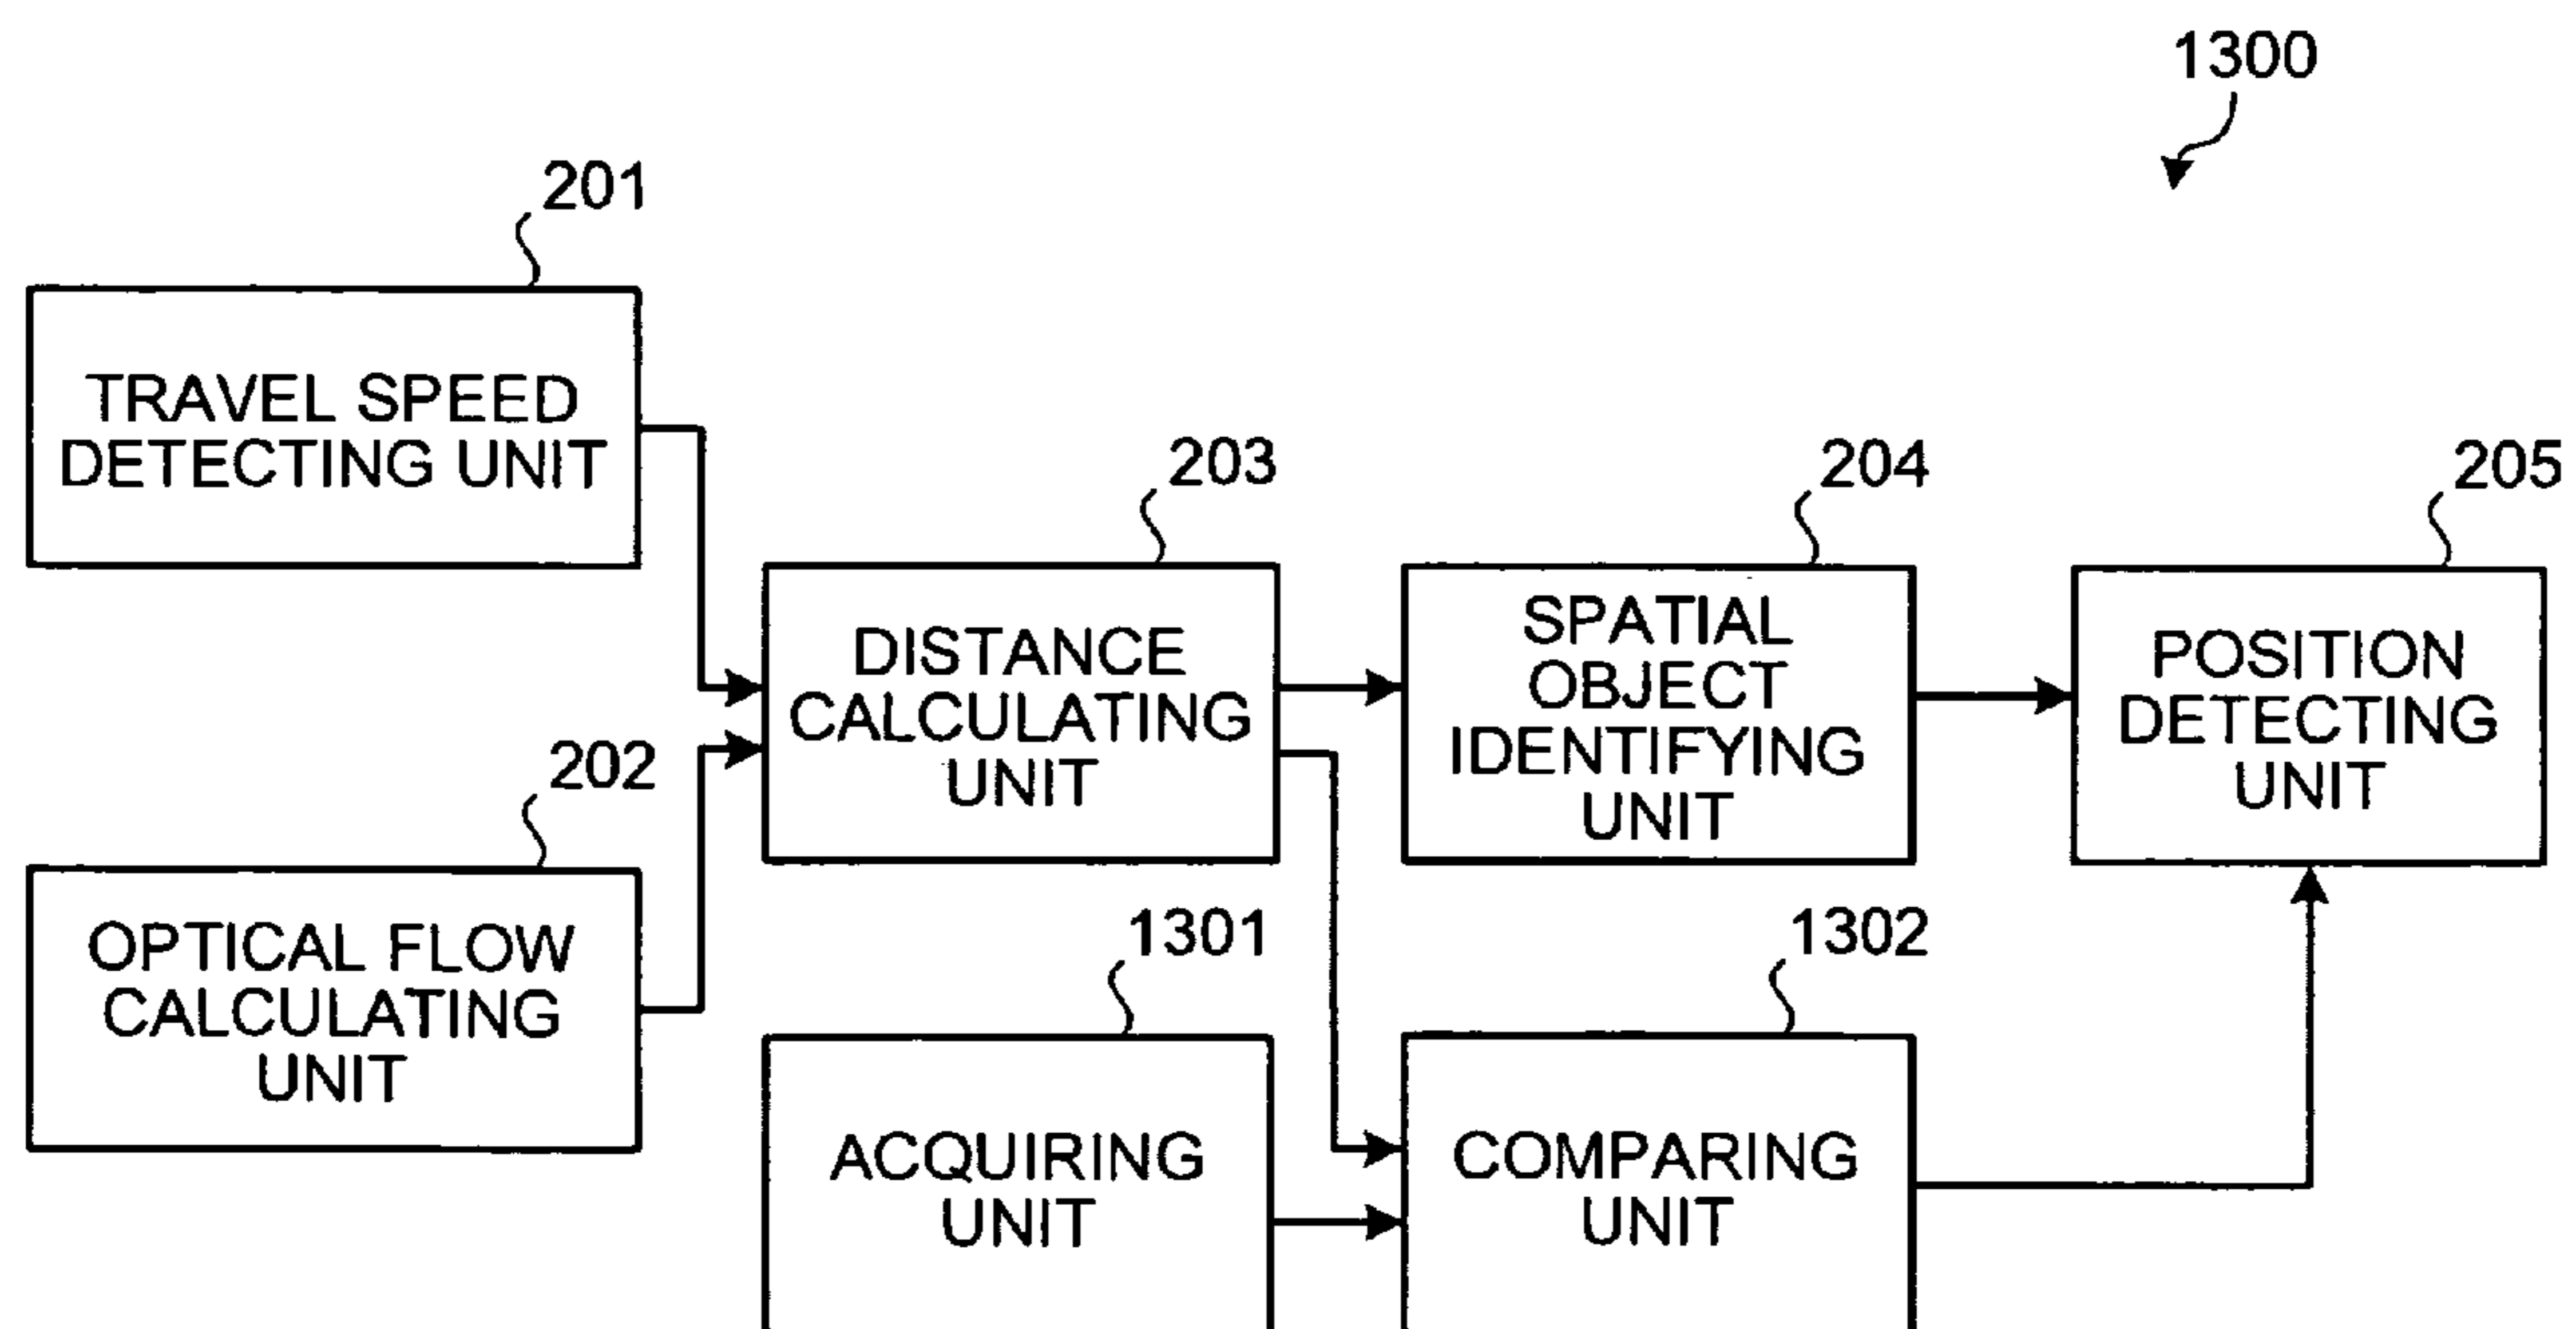 1300
201
TRAVEL SPEED
DETECTING UNIT
203
204
205
DISTANCE
CALCULATING
UNIT
SPATIAL
OBJECT
IDENTIFYING
UNIT
POSITION
DETECTING
UNIT
202
OPTICAL FLOW
CALCULATING
UNIT
1301
1302
ACQUIRING
UNIT
COMPARING
UNIT